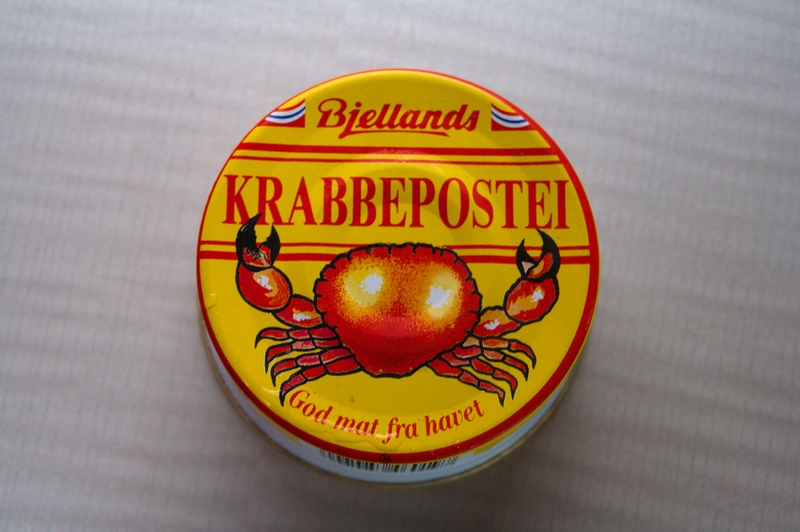 Bjellands
KRABBEPOSTEI
God mat fra havet